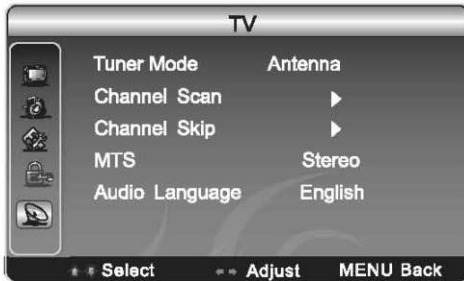 TV
Tuner Mode Antenna
Channel Scan
Channel Skip
MTS Stereo
Audio Language English
Select Adjust MENU Back